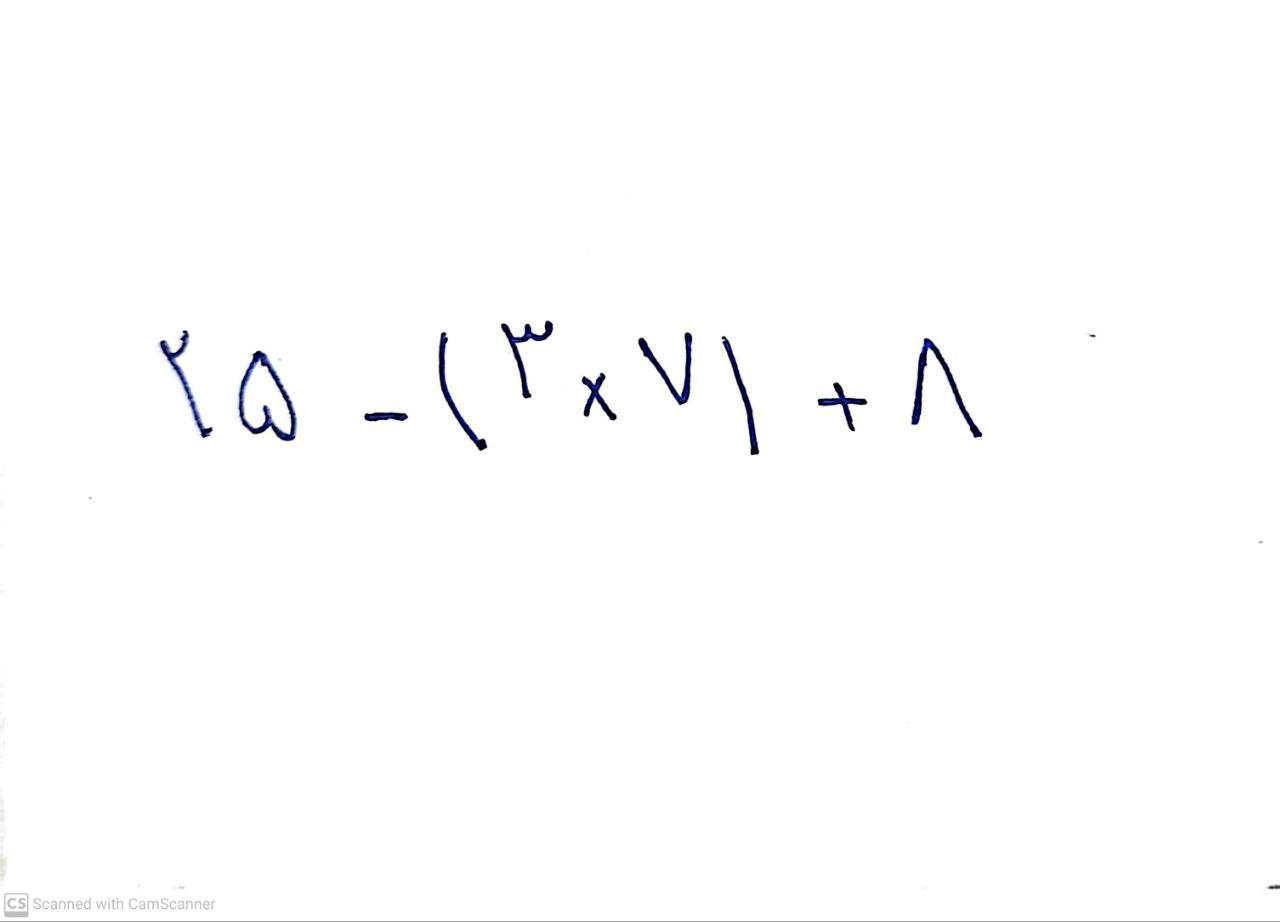 ۲۵ - (۳ × ۷) + ۸
CS Scanned with CamScanner